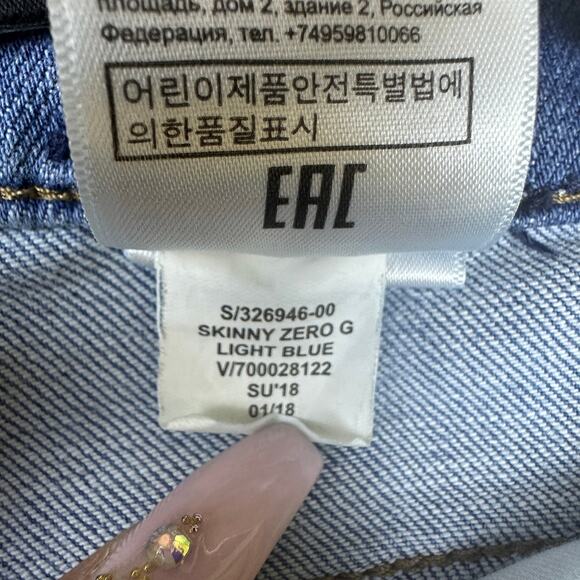 площадь, дом 2, здание 2, Российская
Федерация, тел. +74959810066
어린이제품안전특별법에
의한품질표시
EAC
S/326946-00
SKINNY ZERO G
LIGHT BLUE
V/700028122
SU'18
01/18